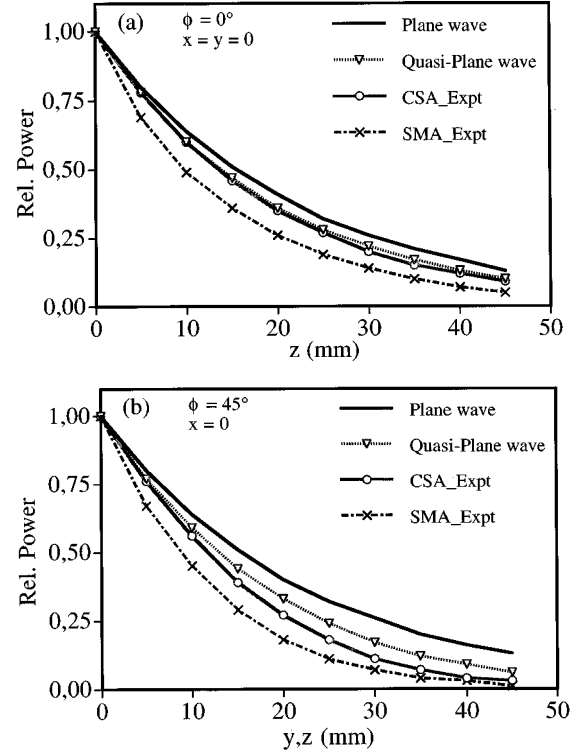 (a)
ϕ = 0°
x = y = 0
Plane wave
Quasi-Plane wave
CSA_Expt
SMA_Expt
1,00
0,75
0,50
0,25
0,00
Rel. Power
0 10 20 30 40 50
z (mm)
(b)
ϕ = 45°
x = 0
Plane wave
Quasi-Plane wave
CSA_Expt
SMA_Expt
1,00
0,75
0,50
0,25
0,00
Rel. Power
0 10 20 30 40 50
y,z (mm)